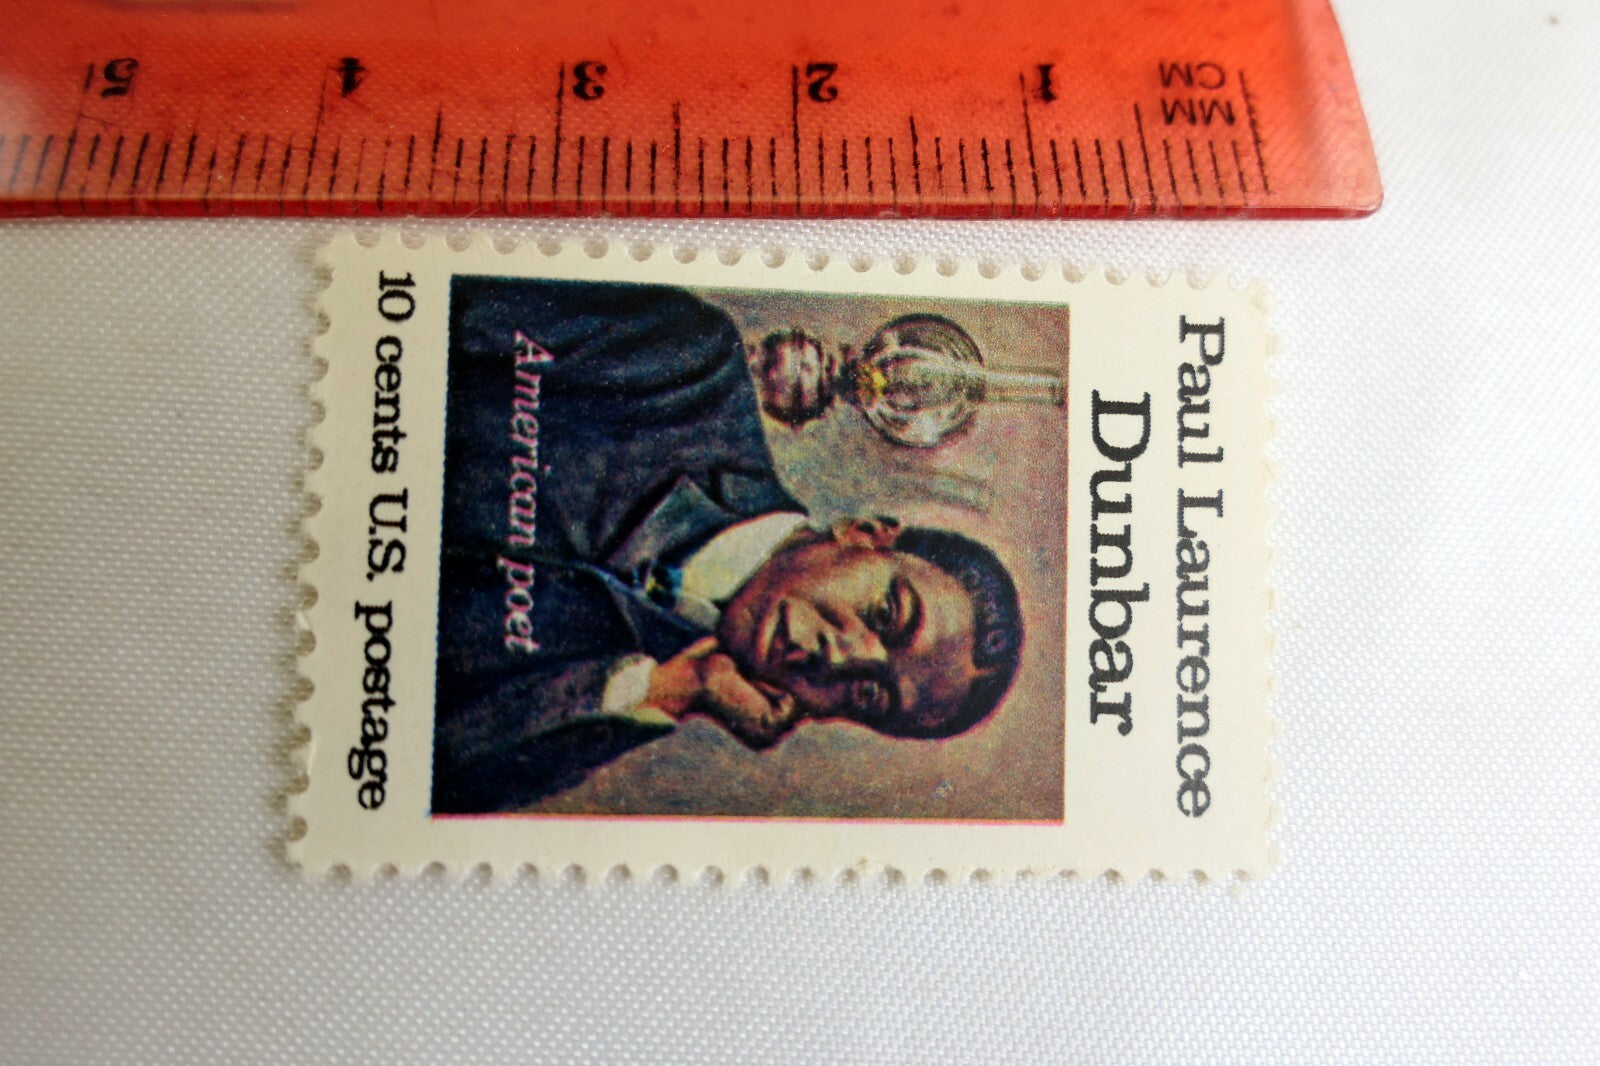 MM
CM
1
2
3
4
5
Paul Laurence
Dunbar
American poet
10 cents U.S. postage